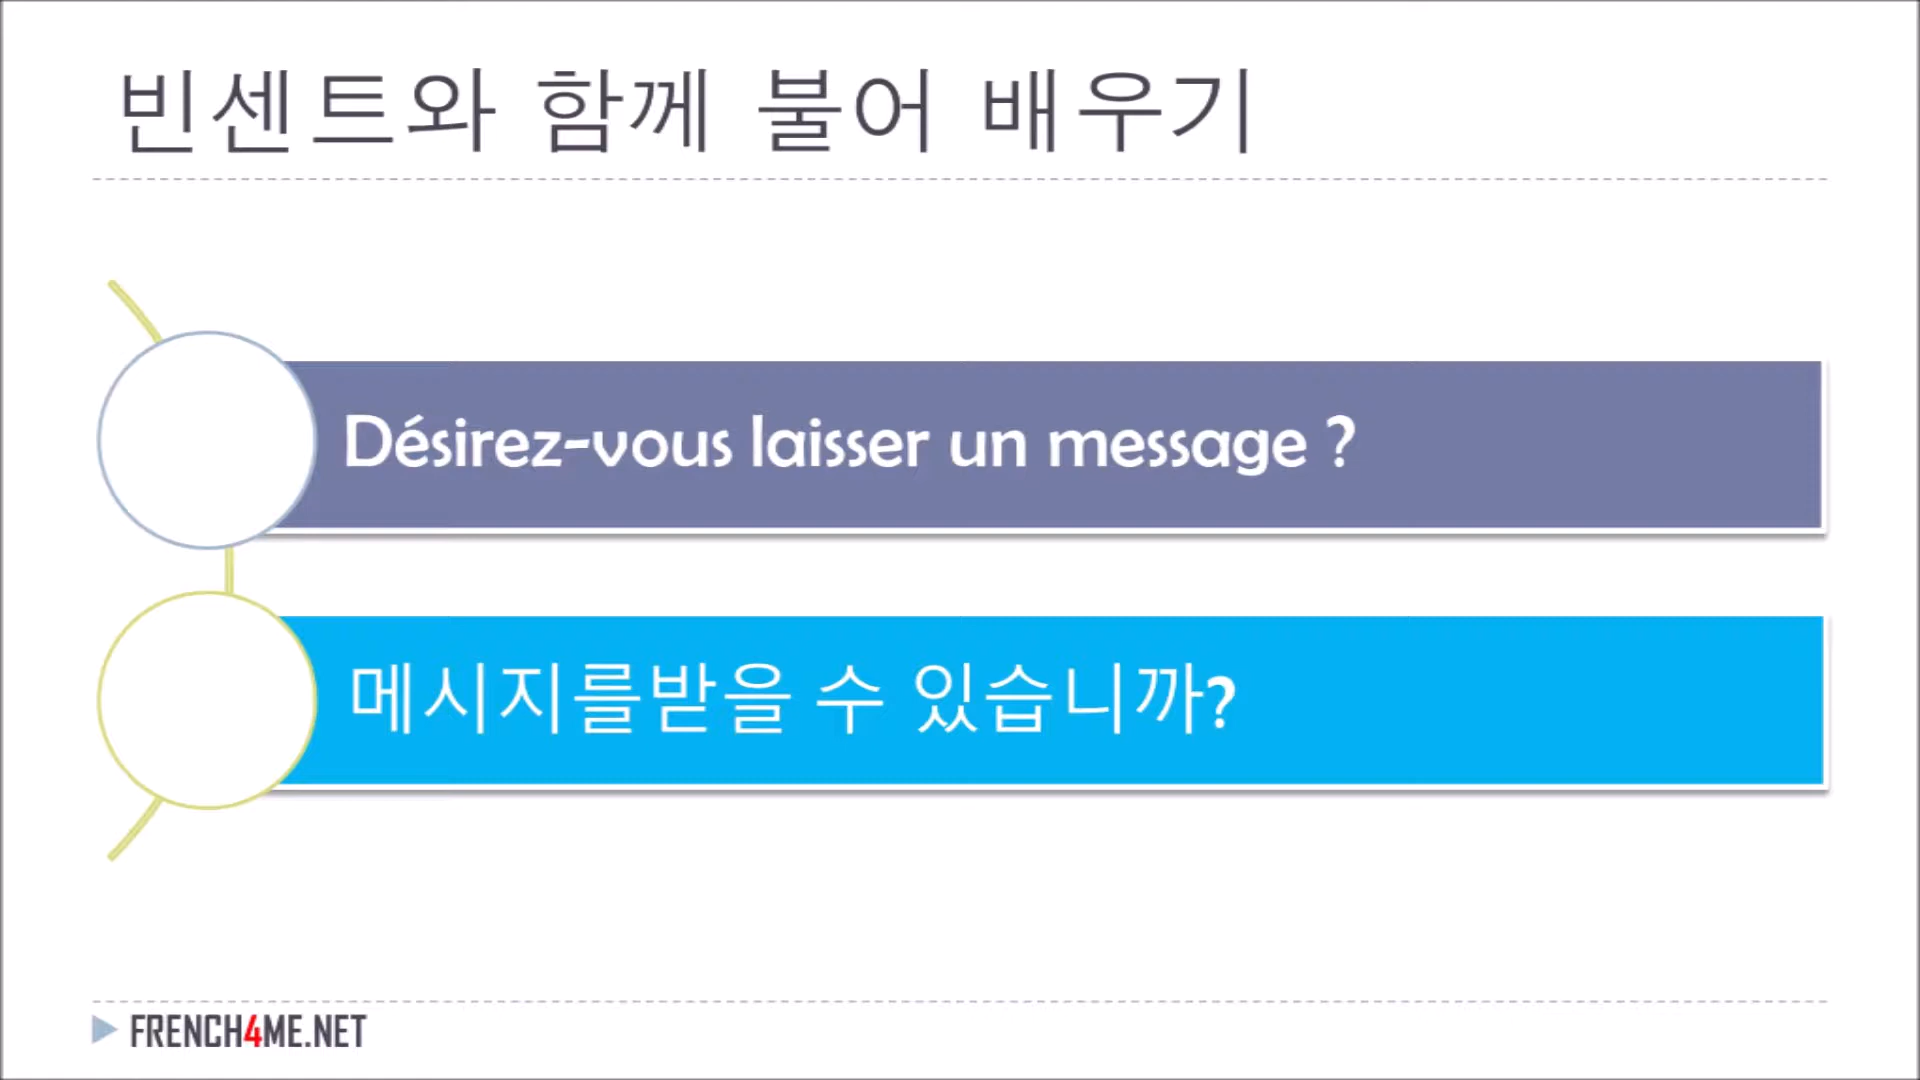 빈센트와 함께 불어 배우기
Désirez-vous laisser un message ?
메시지를받을 수 있습니까?
FRENCH4ME.NET